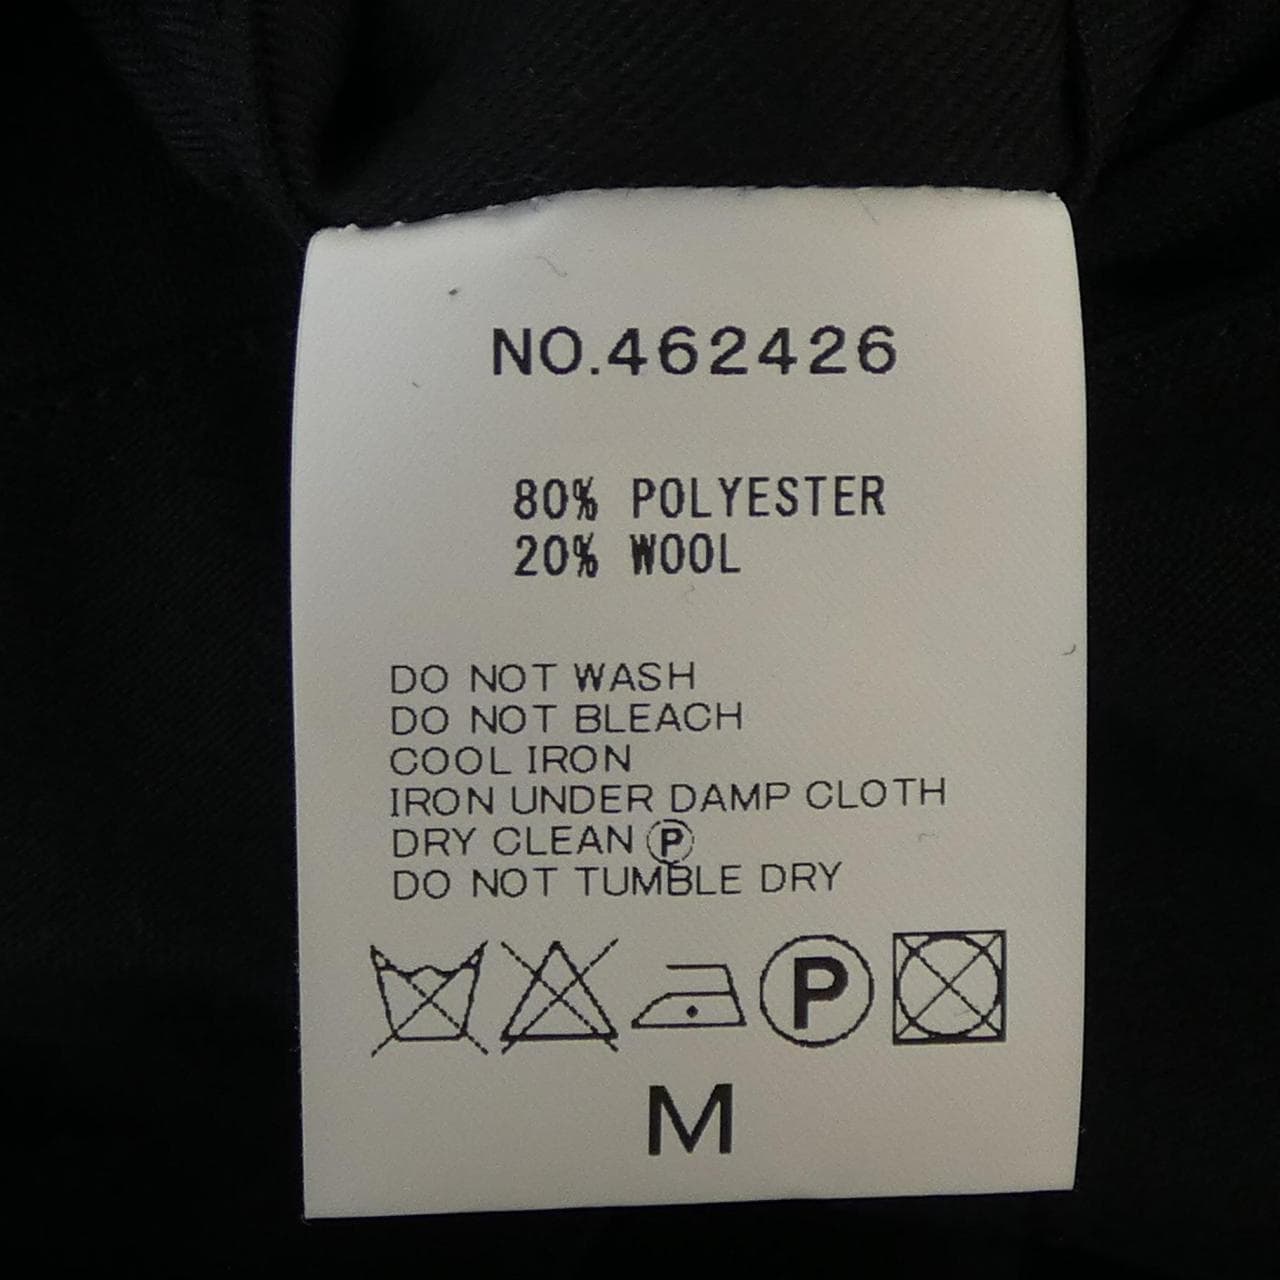 NO.462426
80% POLYESTER
20% WOOL
DO NOT WASH
DO NOT BLEACH
COOL IRON
IRON UNDER DAMP CLOTH
DRY CLEAN Ⓟ
DO NOT TUMBLE DRY
P
M